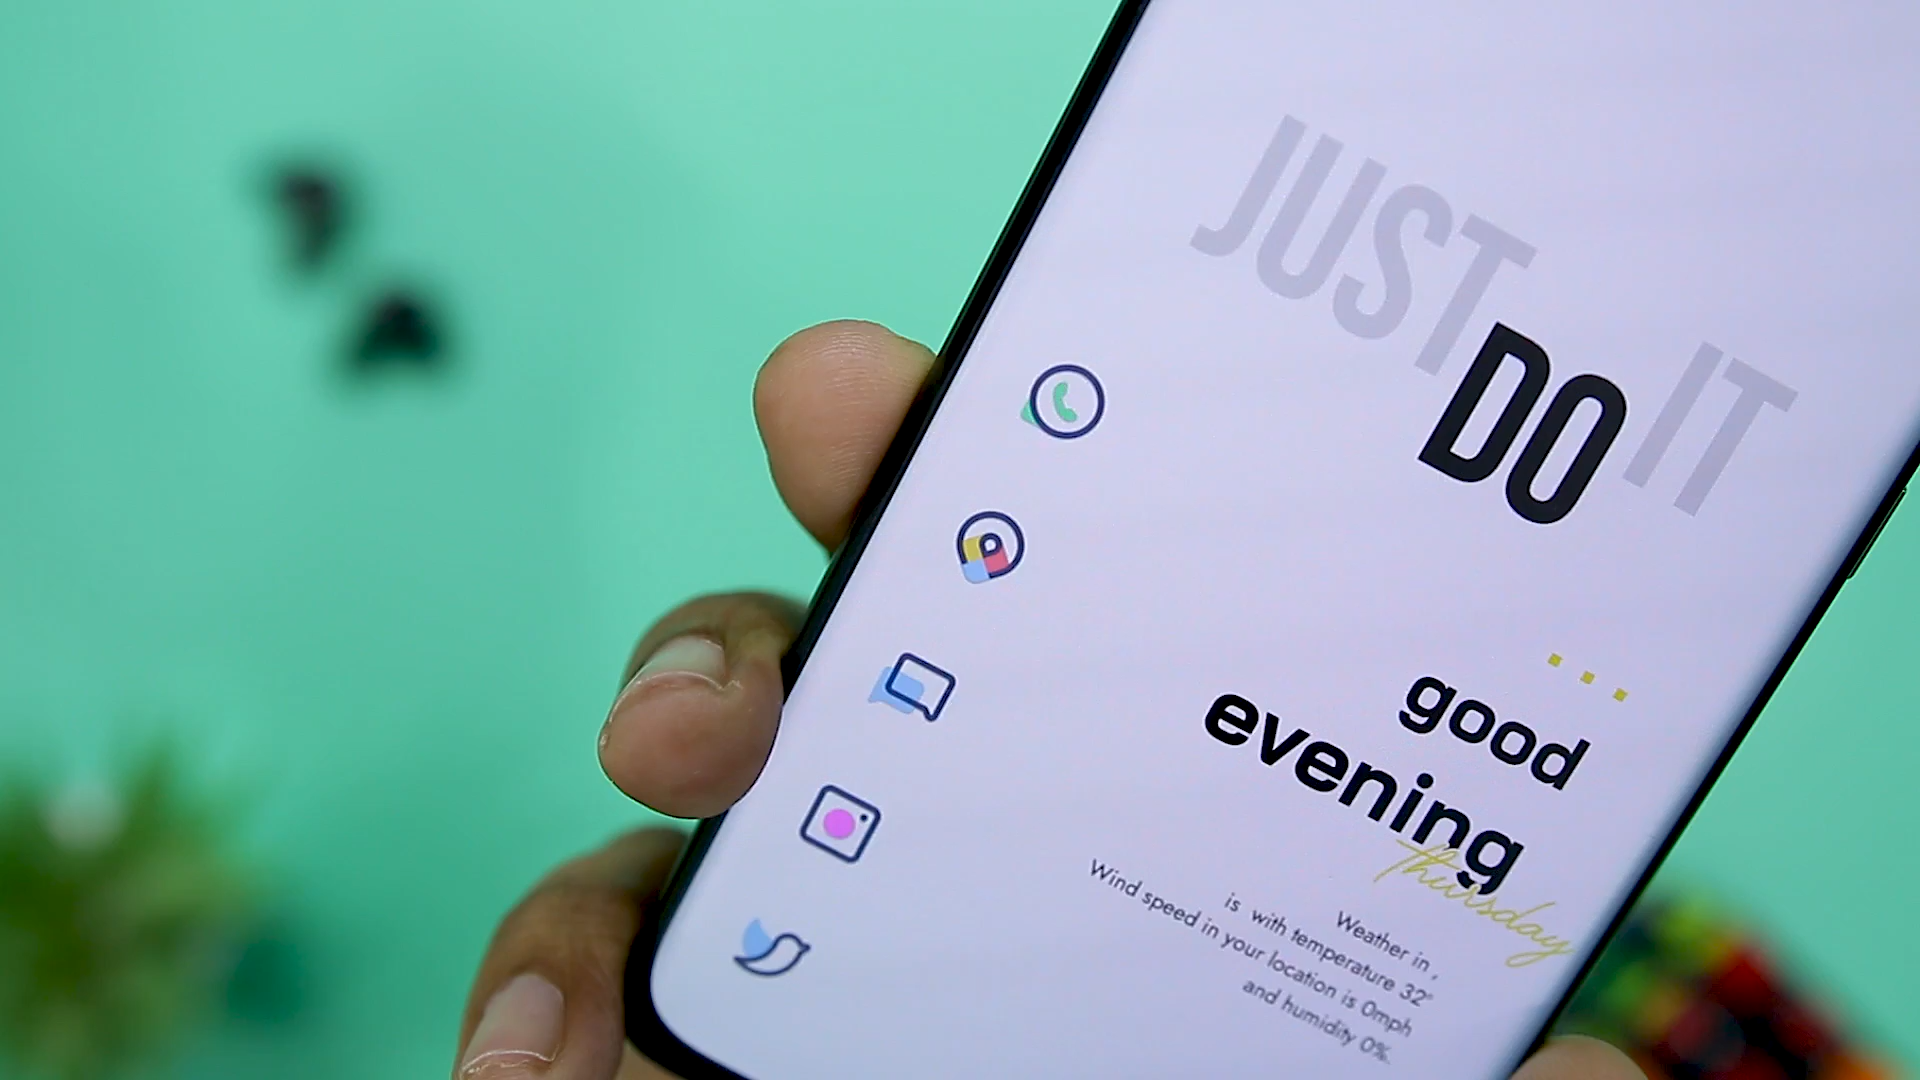 JUST
DO IT
good
evening
thursday
Weather in ,
is with temperature 32°
Wind speed in your location is 0mph
and humidity 0%.